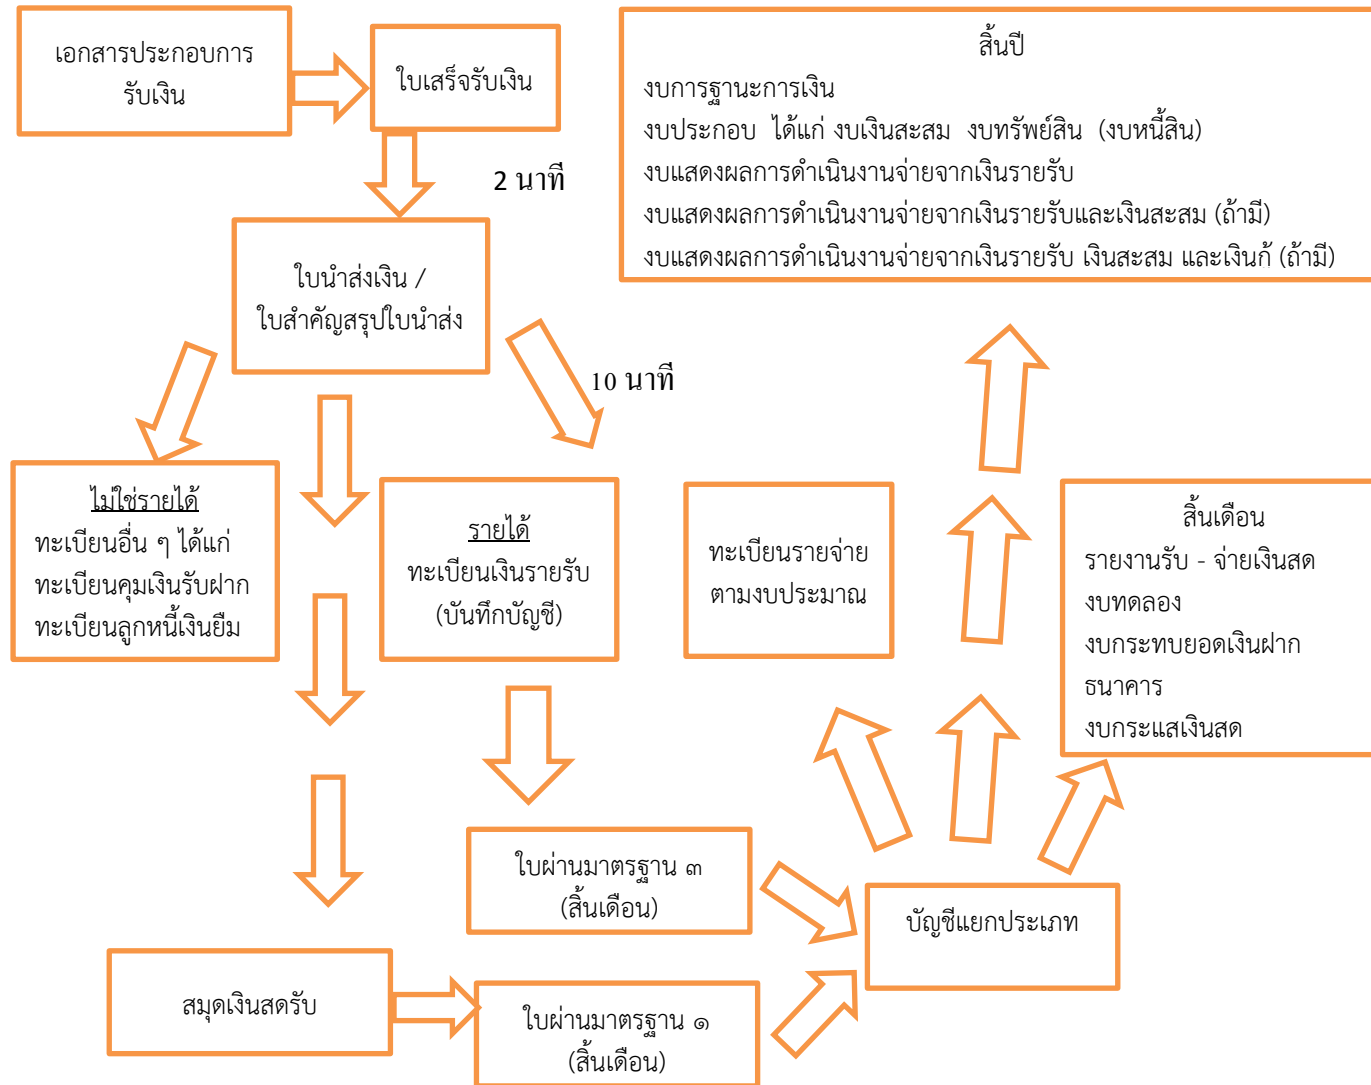 เอกสารประกอบการ
รับเงิน
ใบเสร็จรับเงิน
2 นาที
ใบนำส่งเงิน /
ใบสำคัญสรุปใบนำส่ง
10 นาที
ไม่ใช่รายได้
ทะเบียนอื่น ๆ ได้แก่
ทะเบียนคุมเงินรับฝาก
ทะเบียนลูกหนี้เงินยืม
รายได้
ทะเบียนเงินรายรับ
(บันทึกบัญชี)
ใบผ่านมาตรฐาน ๓
(สิ้นเดือน)
สมุดเงินสดรับ
ใบผ่านมาตรฐาน ๑
(สิ้นเดือน)
บัญชีแยกประเภท
ทะเบียนรายจ่าย
ตามงบประมาณ
สิ้นเดือน
รายงานรับ - จ่ายเงินสด
งบทดลอง
งบกระทบยอดเงินฝาก
ธนาคาร
งบกระแสเงินสด
สิ้นปี
งบการฐานะการเงิน
งบประกอบ ได้แก่ งบเงินสะสม งบทรัพย์สิน (งบหนี้สิน)
งบแสดงผลการดำเนินงานจ่ายจากเงินรายรับ
งบแสดงผลการดำเนินงานจ่ายจากเงินรายรับและเงินสะสม (ถ้ามี)
งบแสดงผลการดำเนินงานจ่ายจากเงินรายรับ เงินสะสม และเงินกู้ (ถ้ามี)